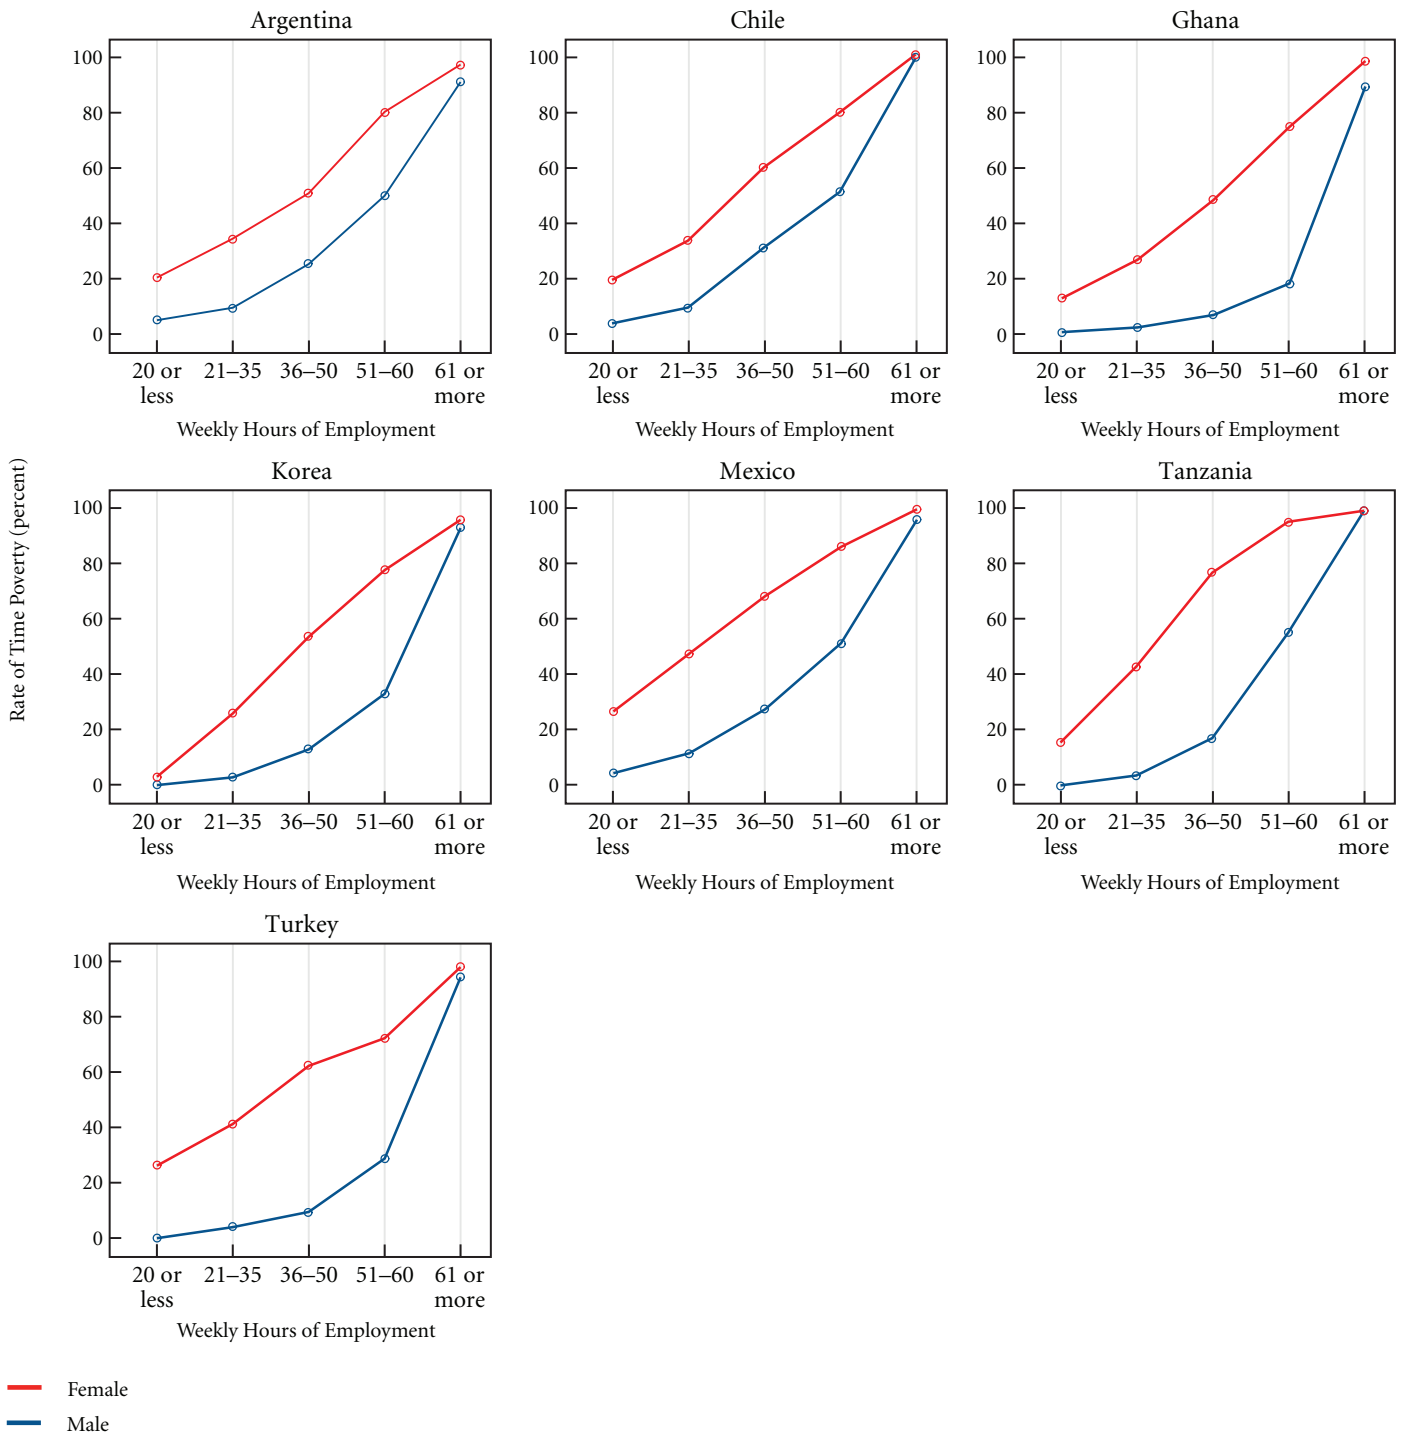 Argentina
Chile
Ghana
100
80
60
40
20
0
100
80
60
40
20
0
100
80
60
40
20
0
20 or less
21–35
36–50
51–60
61 or more
20 or less
21–35
36–50
51–60
61 or more
20 or less
21–35
36–50
51–60
61 or more
Weekly Hours of Employment
Weekly Hours of Employment
Weekly Hours of Employment
Rate of Time Poverty (percent)
Korea
Mexico
Tanzania
100
80
60
40
20
0
100
80
60
40
20
0
100
80
60
40
20
0
20 or less
21–35
36–50
51–60
61 or more
20 or less
21–35
36–50
51–60
61 or more
20 or less
21–35
36–50
51–60
61 or more
Weekly Hours of Employment
Weekly Hours of Employment
Weekly Hours of Employment
Turkey
100
80
60
40
20
0
20 or less
21–35
36–50
51–60
61 or more
Weekly Hours of Employment
Female
Male